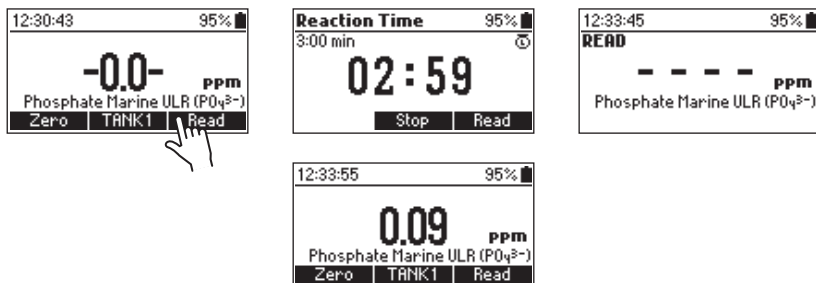 12:30:43 95%
-0.0- ppm
Phosphate Marine ULR (PO₄³⁻)
Zero TANK1 Read
Reaction Time 95%
3:00 min
02:59
Stop Read
12:33:45 95%
READ
- - - - ppm
Phosphate Marine ULR (PO₄³⁻)
12:33:55 95%
0.09 ppm
Phosphate Marine ULR (PO₄³⁻)
Zero TANK1 Read